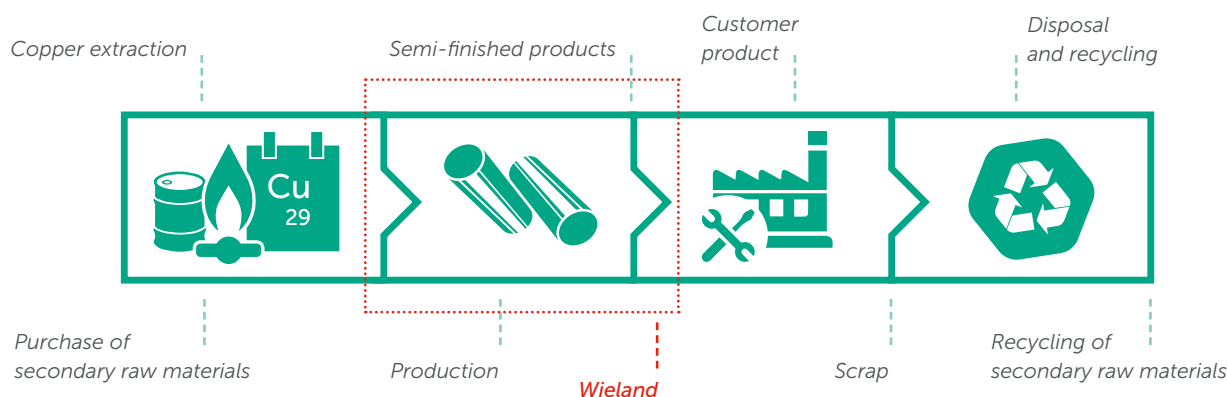 Copper extraction
Semi-finished products
Customer
product
Disposal
and recycling
Cu
29
Purchase of
secondary raw materials
Production
Wieland
Scrap
Recycling of
secondary raw materials